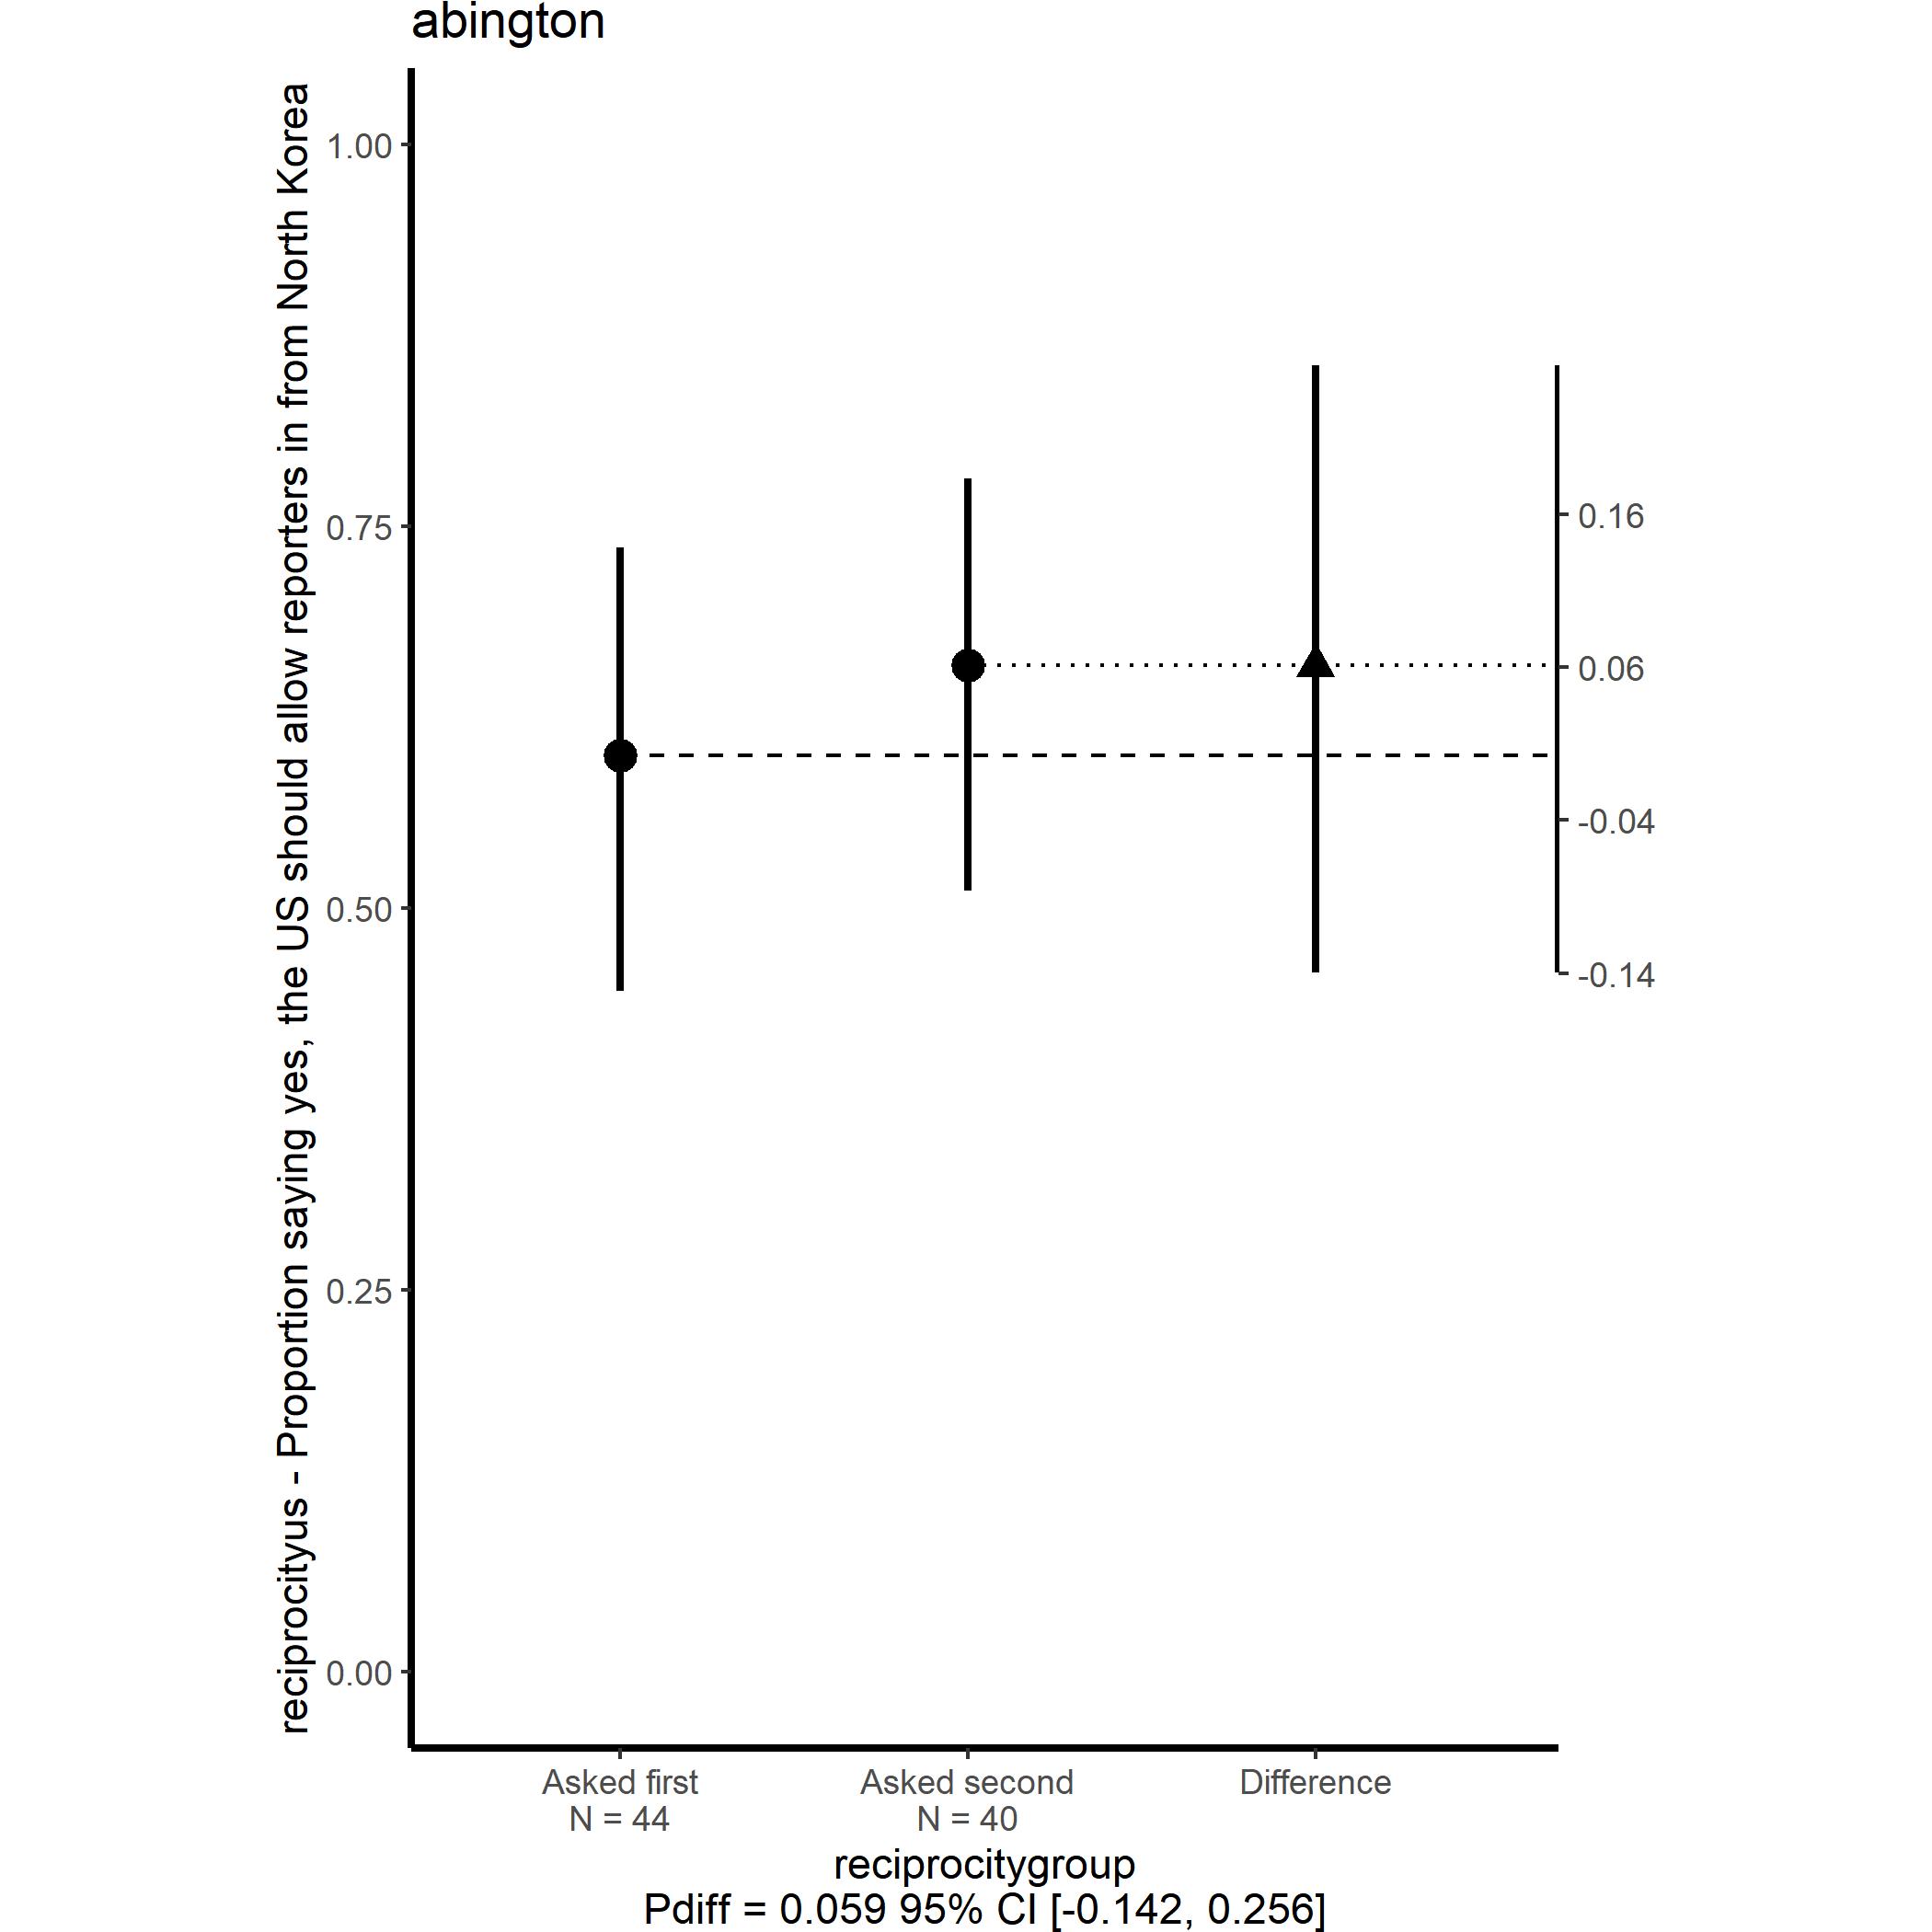 abington
reciprocityus - Proportion saying yes, the US should allow reporters in from North Korea
1.00
0.75
0.50
0.25
0.00
0.16
0.06
-0.04
-0.14
Asked first
N = 44
Asked second
N = 40
Difference
reciprocitygroup
Pdiff = 0.059 95% CI [-0.142, 0.256]